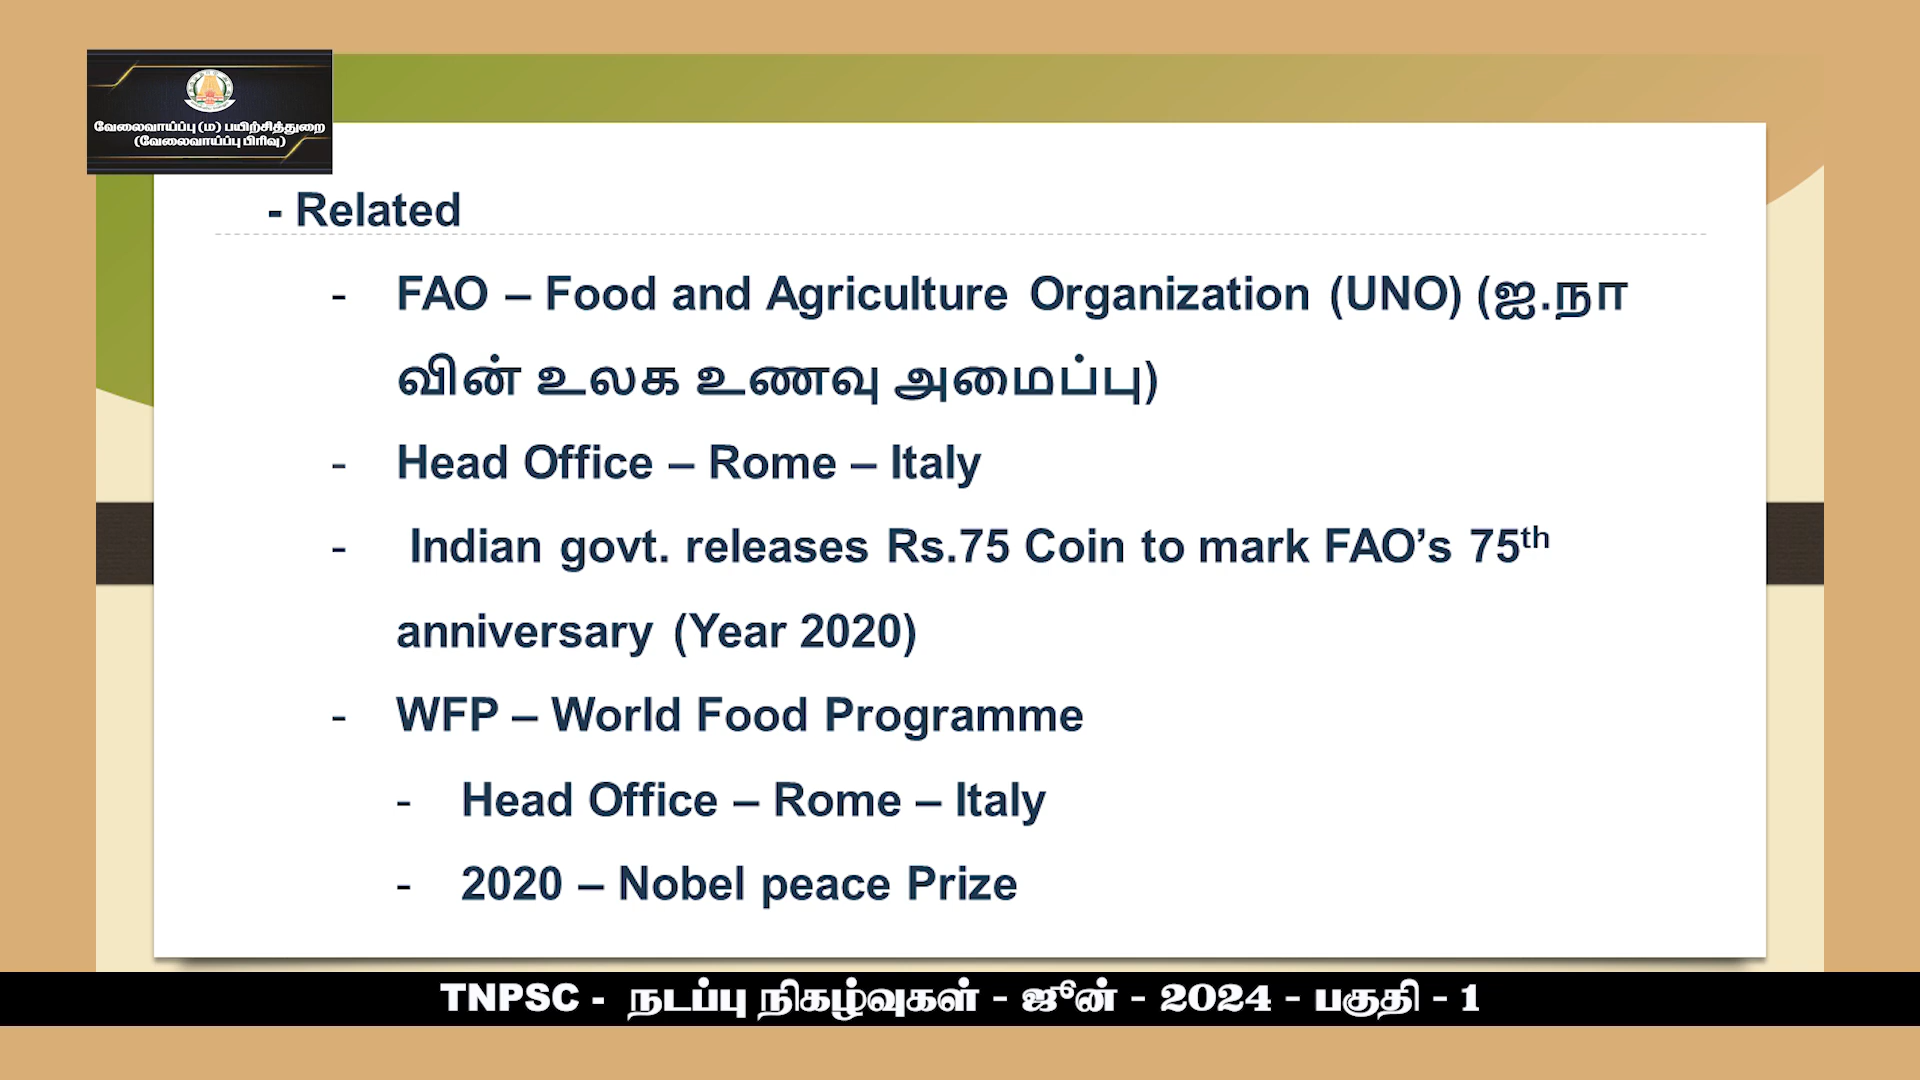 வேலைவாய்ப்பு (ம) பயிற்சித்துறை
(வேலைவாய்ப்பு பிரிவு)
- Related
- FAO – Food and Agriculture Organization (UNO) (ஐ.நா
வின் உலக உணவு அமைப்பு)
- Head Office – Rome – Italy
- Indian govt. releases Rs.75 Coin to mark FAO’s 75th
anniversary (Year 2020)
- WFP – World Food Programme
- Head Office – Rome – Italy
- 2020 – Nobel peace Prize
TNPSC - நடப்பு நிகழ்வுகள் - ஜூன் - 2024 - பகுதி - 1